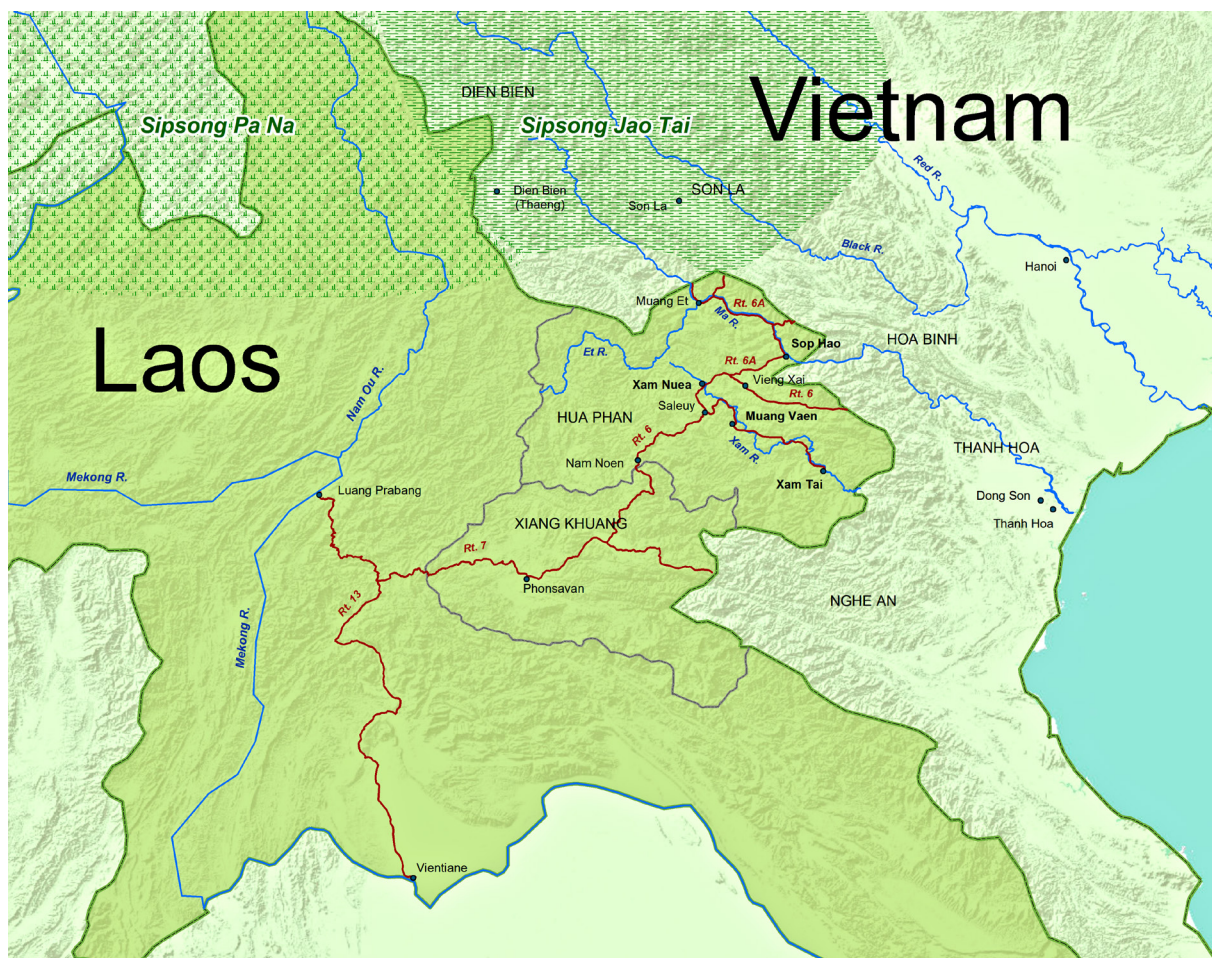 DIEN BIEN
Vietnam
Sipsong Pa Na
Sipsong Jao Tai
Red R.
Dien Bien
(Thaeng)
SON LA
Son La
Black R.
Hanoi
Muang Et
Rt. 6A
Ma R.
Laos
Sop Hao
HOA BINH
Et R.
Rt. 6A
Nam Ou R.
Xam Nuea
Vieng Xai
Rt. 6
Saleuy
HUA PHAN
Muang Vaen
Rt. 6
Xam R.
THANH HOA
Nam Noen
Mekong R.
Xam Tai
Luang Prabang
Dong Son
XIANG KHUANG
Thanh Hoa
Rt. 7
Phonsavan
NGHE AN
Rt. 13
Mekong R.
Vientiane